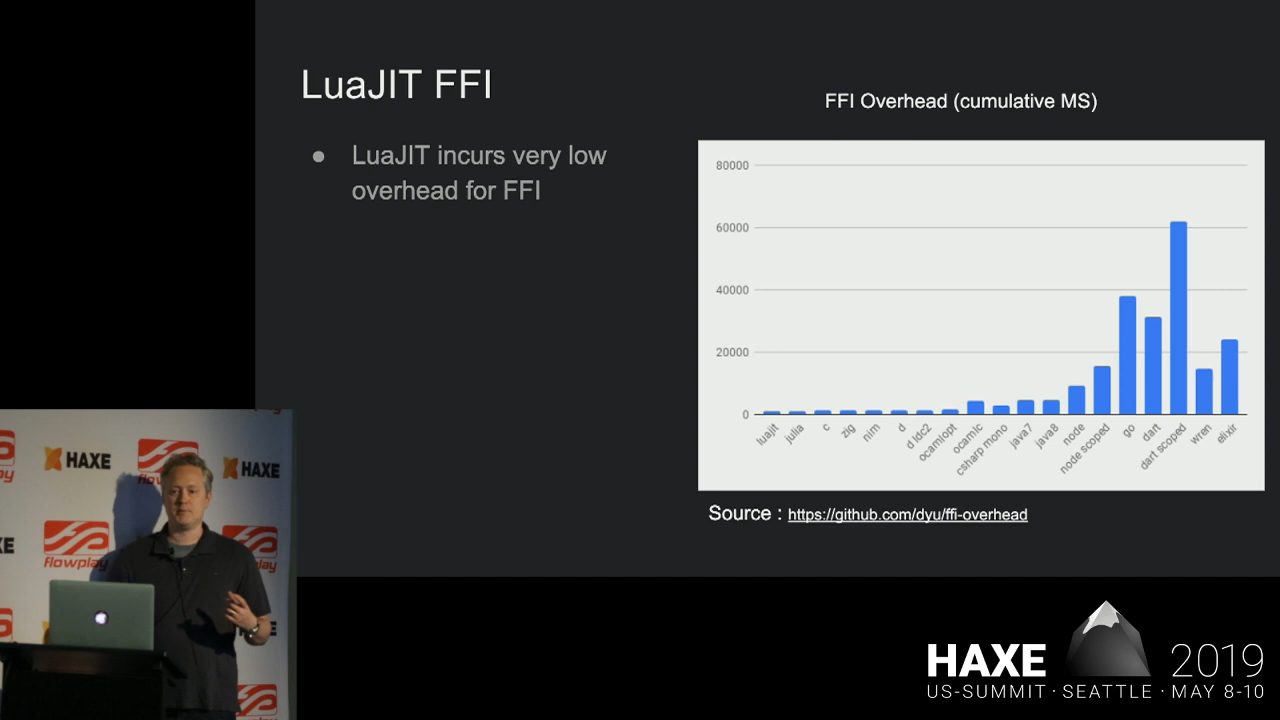 LuaJIT FFI
● LuaJIT incurs very low
overhead for FFI
FFI Overhead (cumulative MS)
80000
60000
40000
20000
0
luajit
julia
c
zig
nim
d
d ldc2
ocamlopt
ocamlc
csharp mono
java7
java8
node
node scoped
go
dart
dart scoped
wren
elixir
Source : https://github.com/dyu/ffi-overhead
HAXE
HAXE
flowplay
HAXE 2019
US-SUMMIT · SEATTLE · MAY 8-10